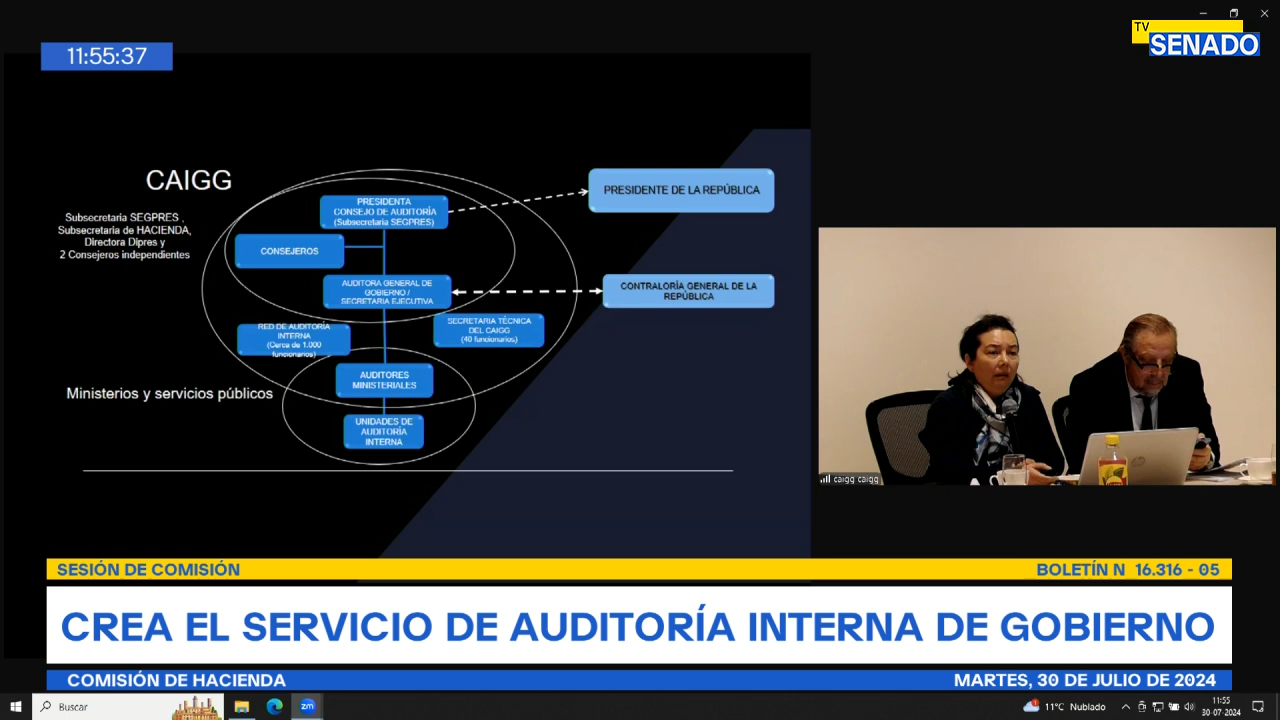 TV
SENADO
11:55:37
CAIGG
Subsecretaria SEGPRES ,
Subsecretaria de HACIENDA,
Directora Dipres y
2 Consejeros independientes
PRESIDENTA
CONSEJO DE AUDITORÍA
(Subsecretaria SEGPRES)
PRESIDENTE DE LA REPÚBLICA
CONSEJEROS
AUDITORA GENERAL DE
GOBIERNO /
SECRETARIA EJECUTIVA
CONTRALORÍA GENERAL DE LA
REPÚBLICA
RED DE AUDITORÍA
INTERNA
(Cerca de 1.000
funcionarios)
SECRETARIA TÉCNICA
DEL CAIGG
(40 funcionarios)
AUDITORES
MINISTERIALES
Ministerios y servicios públicos
UNIDADES DE
AUDITORÍA
INTERNA
caigg caigg
SESIÓN DE COMISIÓN
BOLETÍN N 16.316 - 05
CREA EL SERVICIO DE AUDITORÍA INTERNA DE GOBIERNO
COMISIÓN DE HACIENDA
MARTES, 30 DE JULIO DE 2024
Buscar
zm
11°C Nublado
11:55
30-07-2024